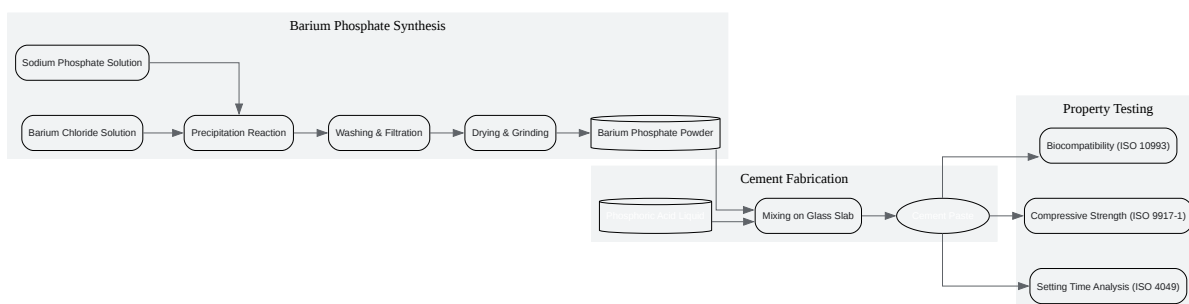 Barium Phosphate Synthesis
Sodium Phosphate Solution
Barium Chloride Solution
Precipitation Reaction
Washing & Filtration
Drying & Grinding
Barium Phosphate Powder
Cement Fabrication
Mixing on Glass Slab
Property Testing
Biocompatibility (ISO 10993)
Compressive Strength (ISO 9917-1)
Setting Time Analysis (ISO 4049)